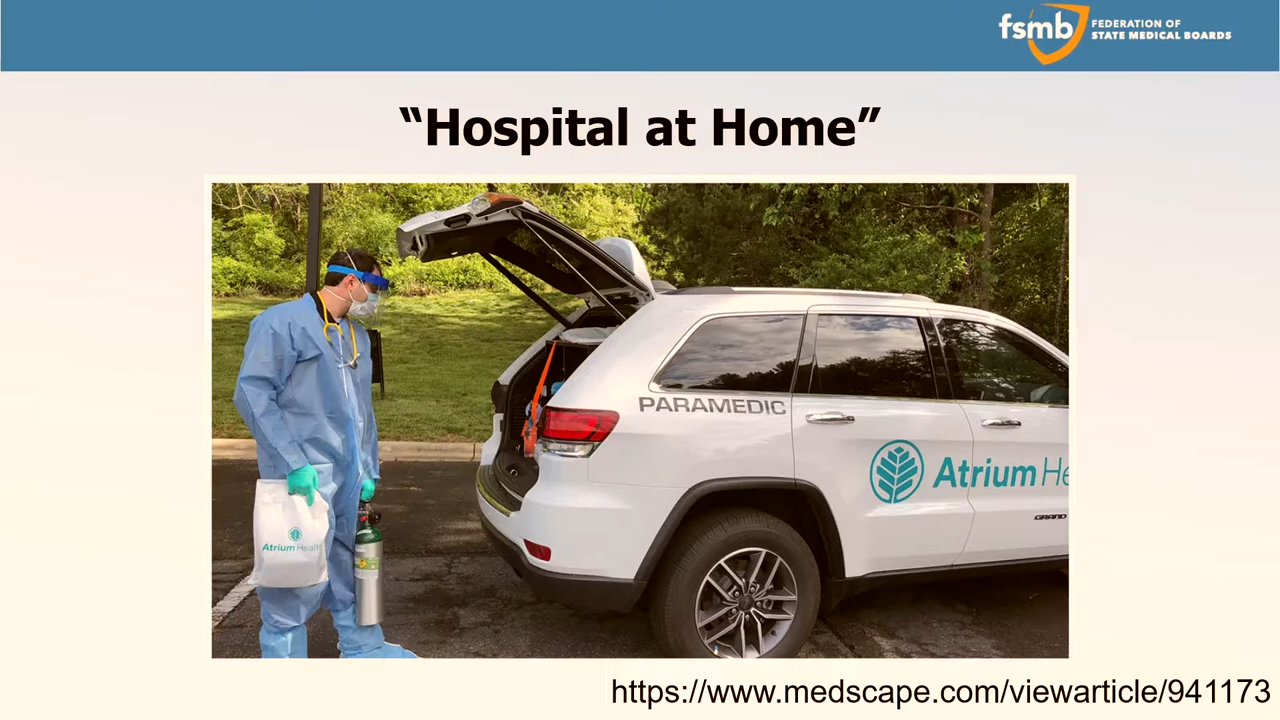 fsmb
FEDERATION OF
STATE MEDICAL BOARDS
“Hospital at Home”
PARAMEDIC
Atrium He
GRAND
Atrium Health
https://www.medscape.com/viewarticle/941173